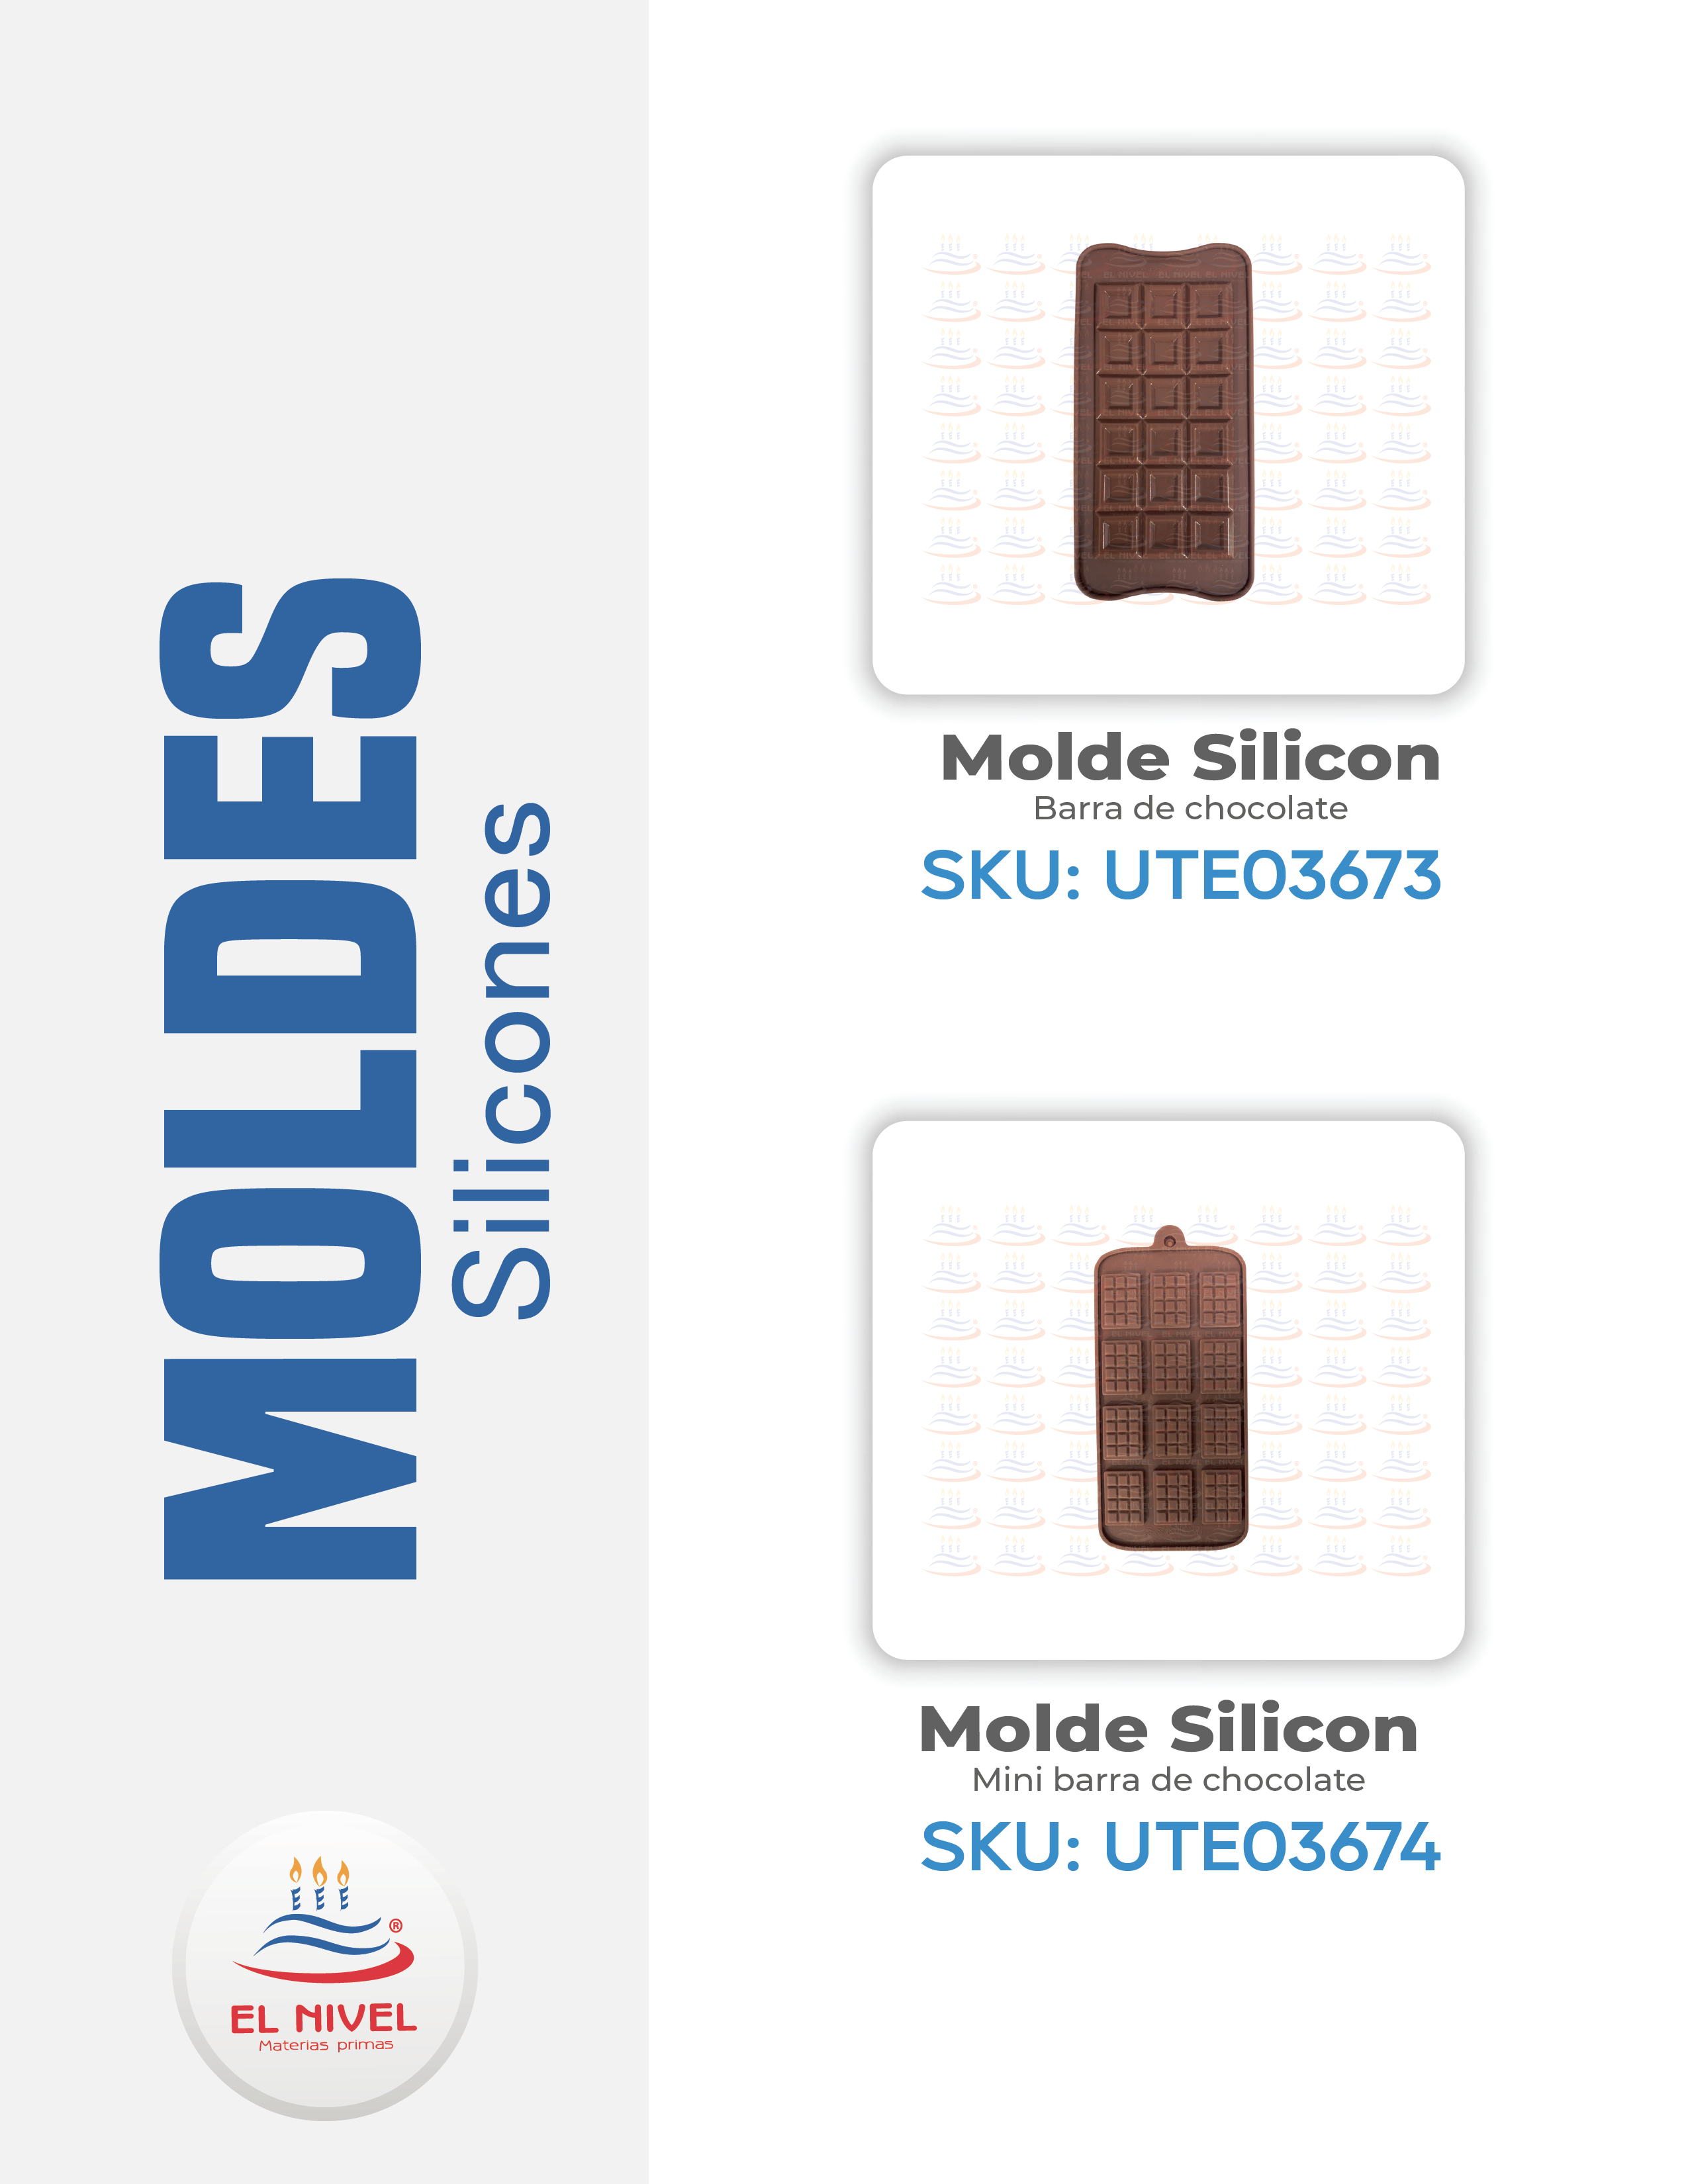 MOLDES
Silicones
Molde Silicon
Barra de chocolate
SKU: UTE03673
Molde Silicon
Mini barra de chocolate
SKU: UTE03674
®
EL NIVEL
Materias primas